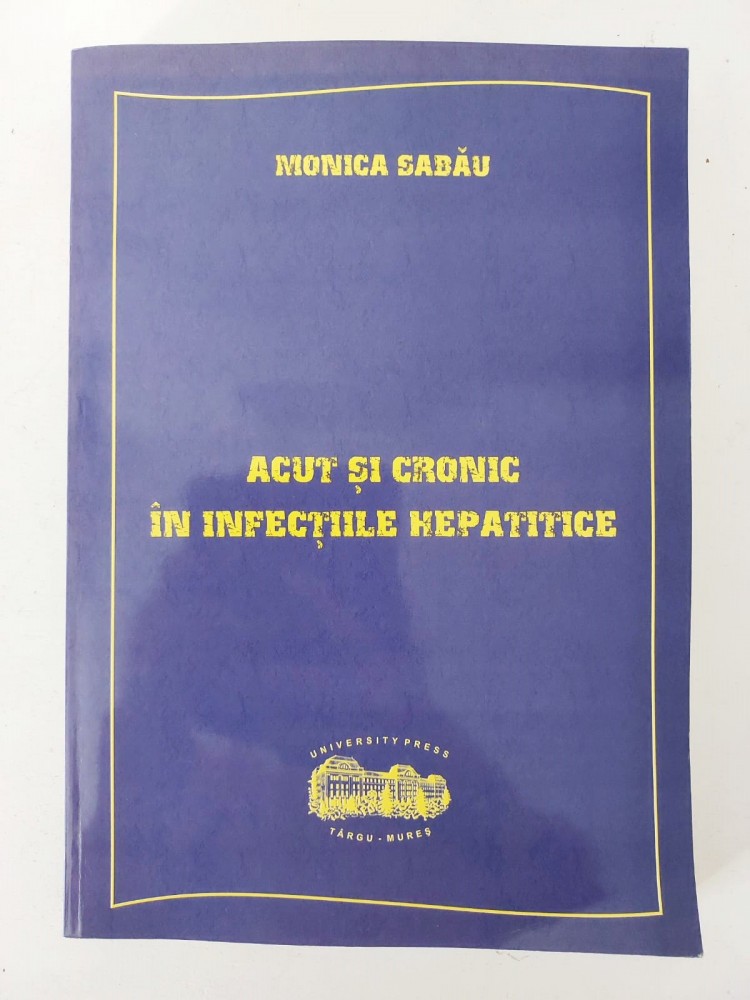 MONICA SABĂU
ACUT ȘI CRONIC
ÎN INFECȚIILE HEPATITICE
UNIVERSITY PRESS
TÂRGU - MUREȘ